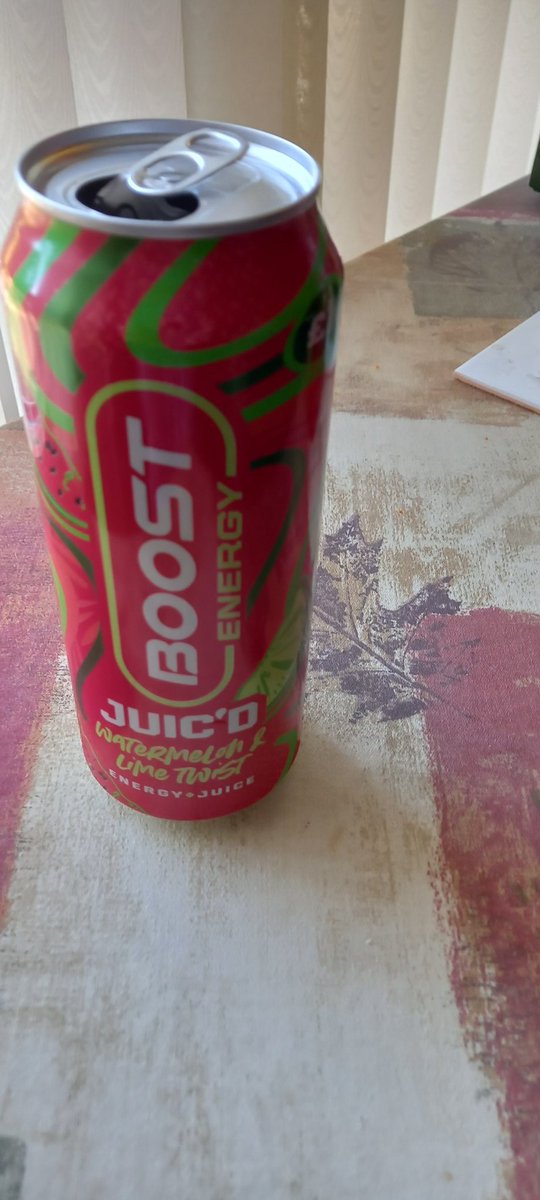 £
BOOST
ENERGY
JUIC'D
WATERMELON &
LIME TWIST
ENERGY+JUICE